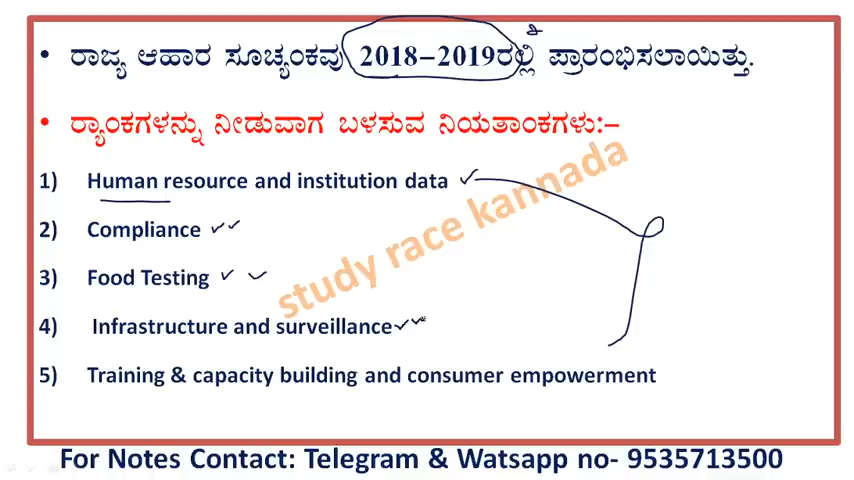 • ರಾಜ್ಯ ಆಹಾರ ಸೂಚ್ಯಂಕವು 2018–2019ರಲ್ಲಿ ಪ್ರಾರಂಭಿಸಲಾಯಿತ್ತು.
• ರ‍್ಯಾಂಕಗಳನ್ನು ನೀಡುವಾಗ ಬಳಸುವ ನಿಯತಾಂಕಗಳು:–
1) Human resource and institution data
2) Compliance
3) Food Testing
4) Infrastructure and surveillance
5) Training & capacity building and consumer empowerment
study race kannada
For Notes Contact: Telegram & Watsapp no- 9535713500